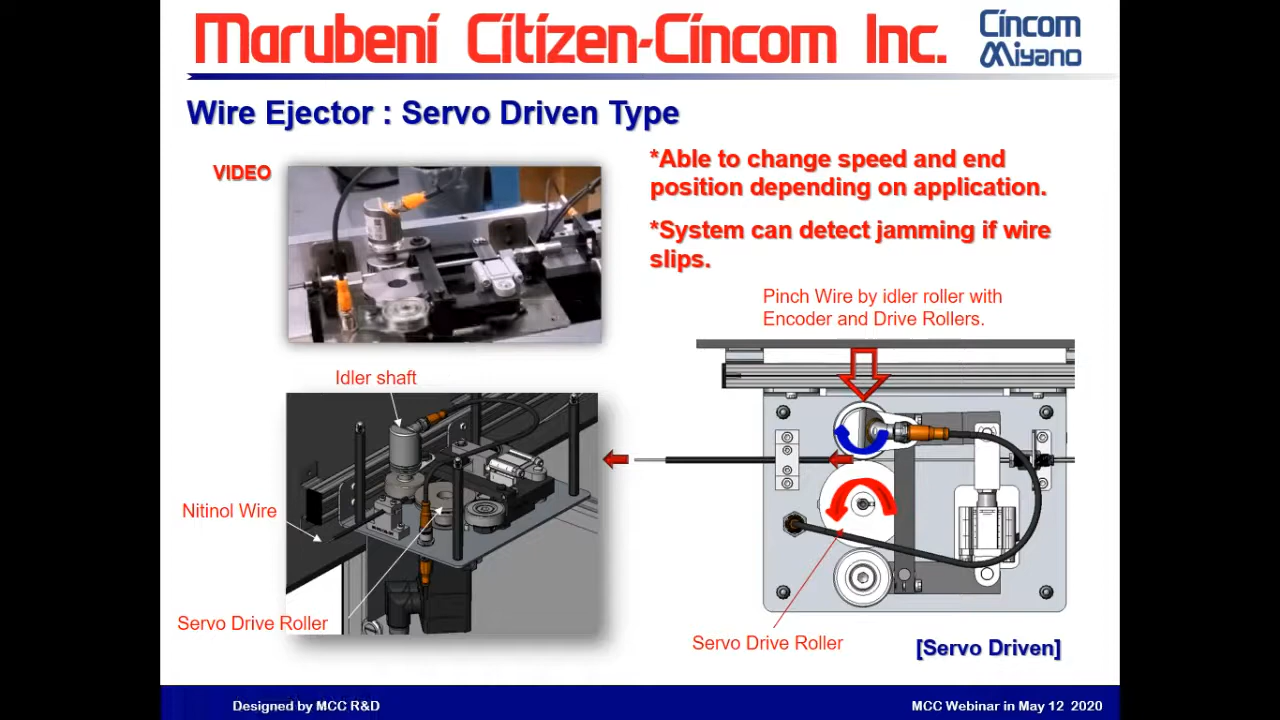 Marubeni Citizen-Cincom Inc.
Cincom
Miyano
Wire Ejector : Servo Driven Type
VIDEO
*Able to change speed and end
position depending on application.
*System can detect jamming if wire
slips.
Pinch Wire by idler roller with
Encoder and Drive Rollers.
Idler shaft
Nitinol Wire
Servo Drive Roller
Servo Drive Roller
[Servo Driven]
Designed by MCC R&D
MCC Webinar in May 12 2020